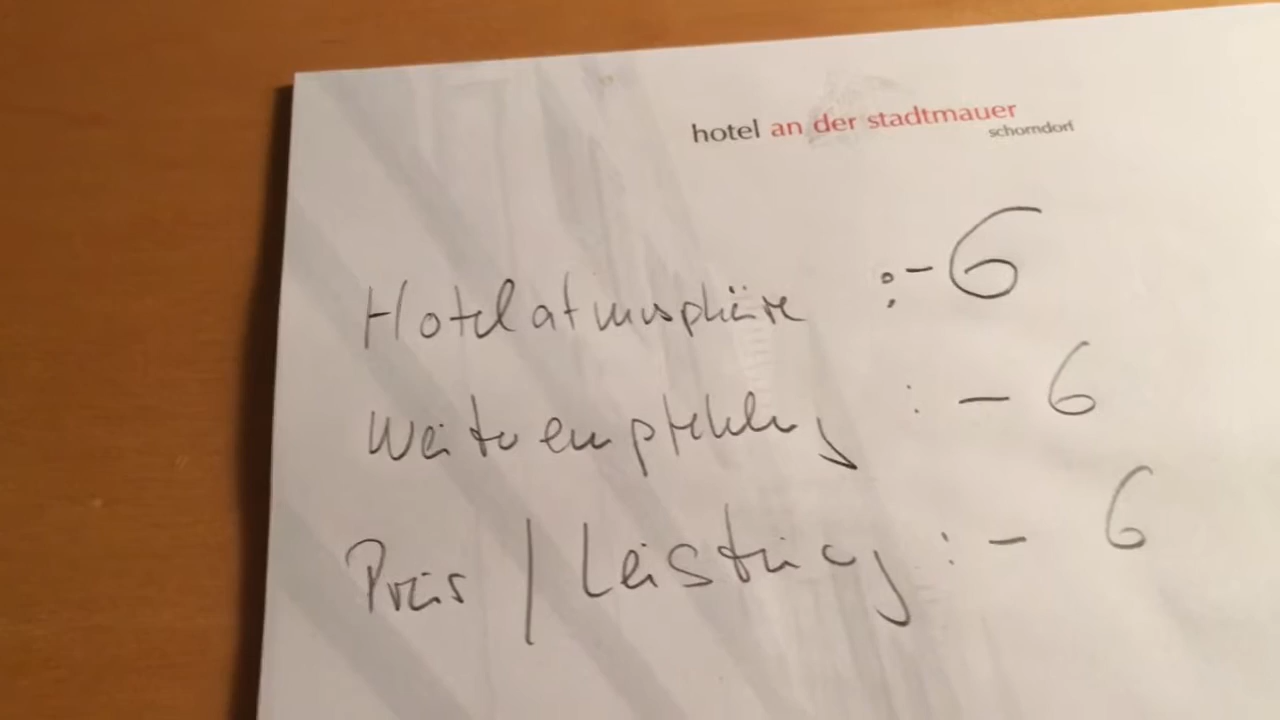 hotel an der stadtmauer
schorndorf
Hotelatmosphäre :- 6
Weiterempfehlung : - 6
Preis / Leistung : - 6